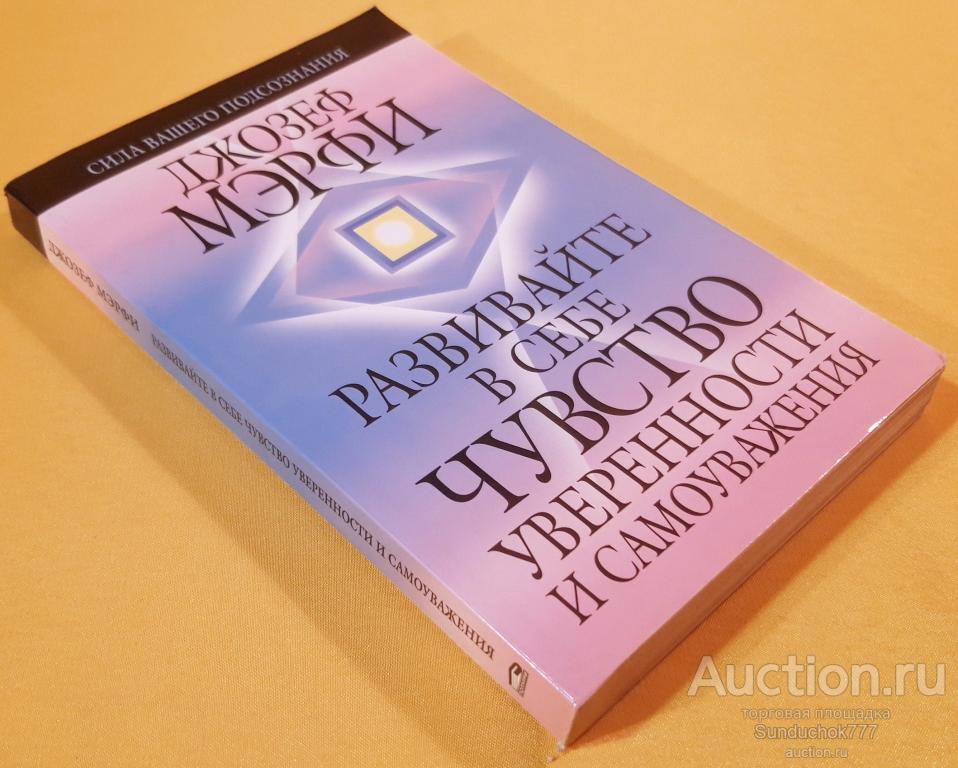 СИЛА ВАШЕГО ПОДСОЗНАНИЯ
ДЖОЗЕФ
МЭРФИ
РАЗВИВАЙТЕ
В СЕБЕ
ЧУВСТВО
УВЕРЕННОСТИ
И САМОУВАЖЕНИЯ
ДЖОЗЕФ МЭРФИ РАЗВИВАЙТЕ В СЕБЕ ЧУВСТВО УВЕРЕННОСТИ И САМОУВАЖЕНИЯ
Auction.ru
торговая площадка
Sunduchok777
auction.ru